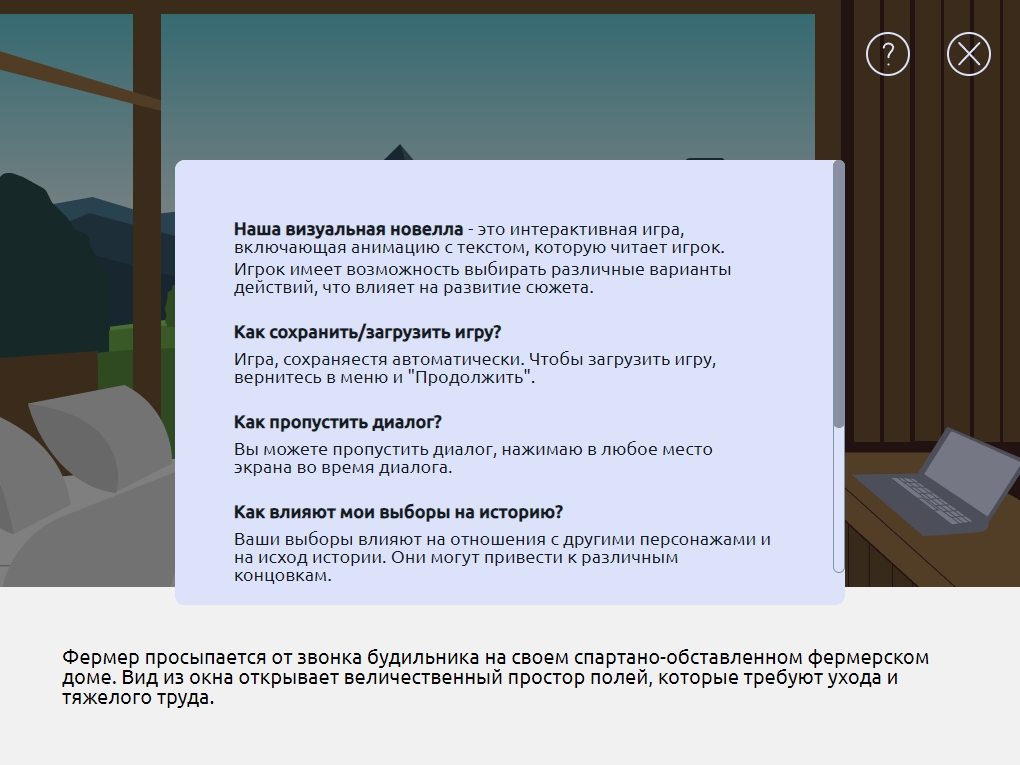 ?
Наша визуальная новелла - это интерактивная игра,
включающая анимацию с текстом, которую читает игрок.
Игрок имеет возможность выбирать различные варианты
действий, что влияет на развитие сюжета.
Как сохранить/загрузить игру?
Игра, сохраняестя автоматически. Чтобы загрузить игру,
вернитесь в меню и "Продолжить".
Как пропустить диалог?
Вы можете пропустить диалог, нажимаю в любое место
экрана во время диалога.
Как влияют мои выборы на историю?
Ваши выборы влияют на отношения с другими персонажами и
на исход истории. Они могут привести к различным
концовкам.
Фермер просыпается от звонка будильника на своем спартано-обставленном фермерском
доме. Вид из окна открывает величественный простор полей, которые требуют ухода и
тяжелого труда.